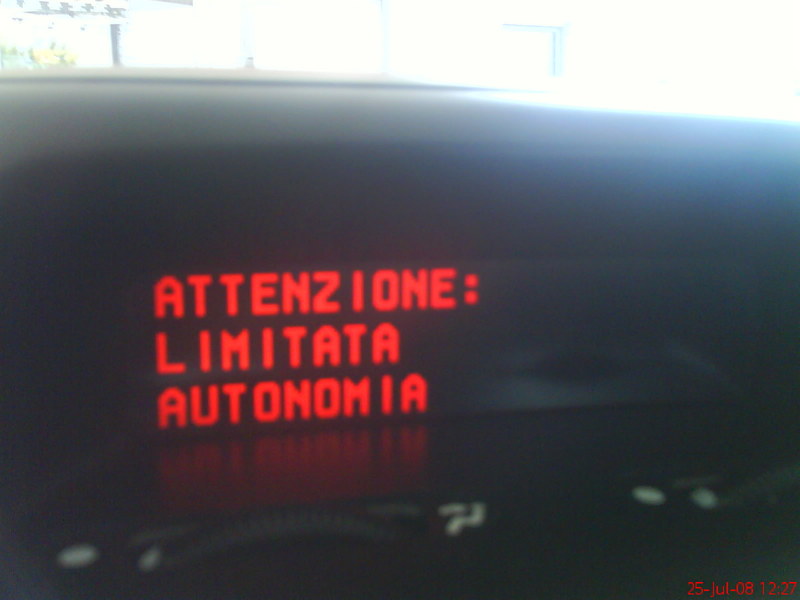 ATTENZIONE:
LIMITATA
AUTONOMIA
25-Jul-08 12:27